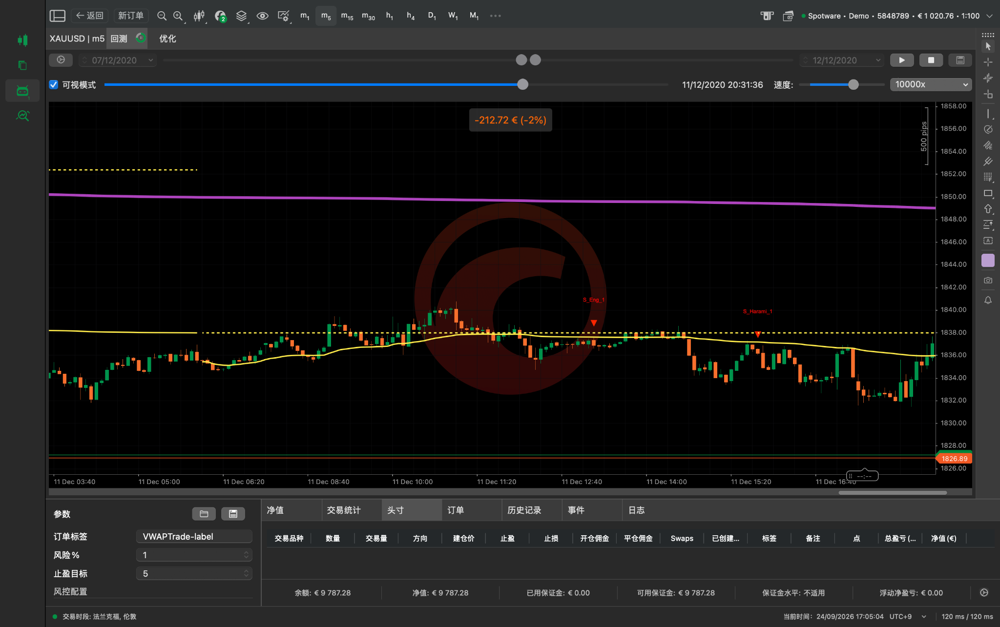 返回
新订单
2
m1
m5
m15
m30
h1
h4
D1
W1
M1
Spotware • Demo • 5848789 • € 1 020.76 • 1:100
XAUUSD | m5
回测
优化
07/12/2020
12/12/2020
可视模式
11/12/2020 20:31:36
速度:
10000x
-212.72 € (-2%)
500 pips
1858.00
1856.00
1854.00
1852.00
1850.00
1848.00
1846.00
1844.00
1842.00
1840.00
1838.00
1836.00
1834.00
1832.00
1830.00
1828.00
1826.89
1826.00
S_Eng_1
S_Harami_1
11 Dec 03:40
11 Dec 05:00
11 Dec 06:20
11 Dec 08:40
11 Dec 10:00
11 Dec 11:20
11 Dec 12:40
11 Dec 14:00
11 Dec 15:20
11 Dec 16:40
--:--
参数
订单标签
VWAPTrade-label
风险 %
1
止盈目标
5
风控配置
净值
交易统计
头寸
订单
历史记录
事件
日志
交易品种
数量
交易量
方向
建仓价
止盈
止损
开仓佣金
平仓佣金
Swaps
已创建...
标签
备注
点
总盈亏 (...
净值 (€)
余额: € 9 787.28
净值: € 9 787.28
已用保证金: € 0.00
可用保证金: € 9 787.28
保证金水平: 不适用
浮动净盈亏: € 0.00
交易时段: 法兰克福, 伦敦
当前时间: 24/09/2026 17:05:04 UTC+9
120 ms / 120 ms